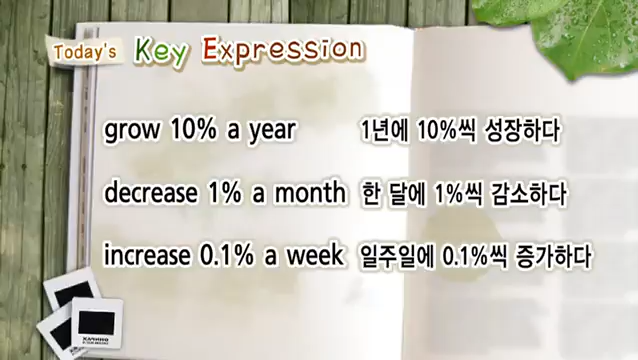 Today's Key Expression
grow 10% a year 1년에 10%씩 성장하다
decrease 1% a month 한 달에 1%씩 감소하다
increase 0.1% a week 일주일에 0.1%씩 증가하다